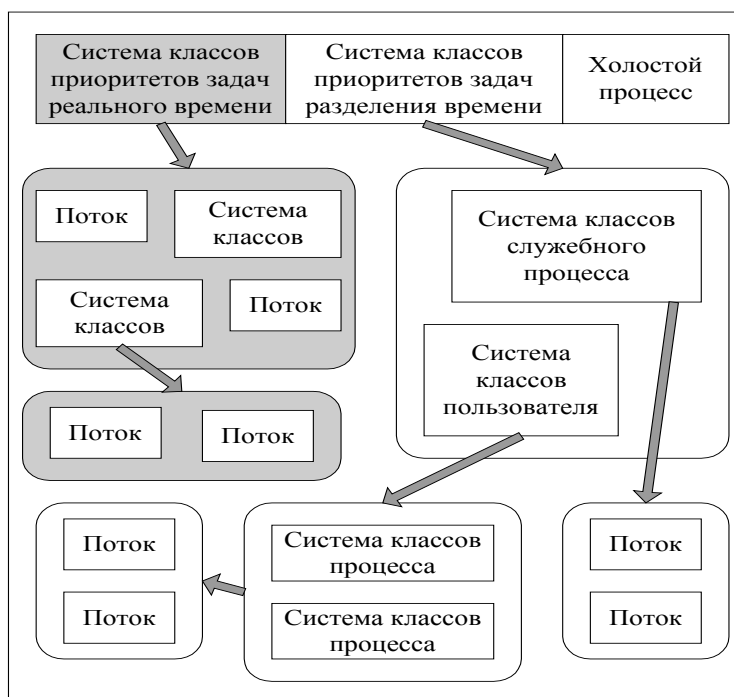 Система классов
приоритетов задач
реального времени
Система классов
приоритетов задач
разделения времени
Холостой
процесс
Поток
Система
классов
Система
классов
Поток
Система классов
служебного
процесса
Система
классов
пользователя
Поток
Поток
Поток
Поток
Система классов
процесса
Система классов
процесса
Поток
Поток